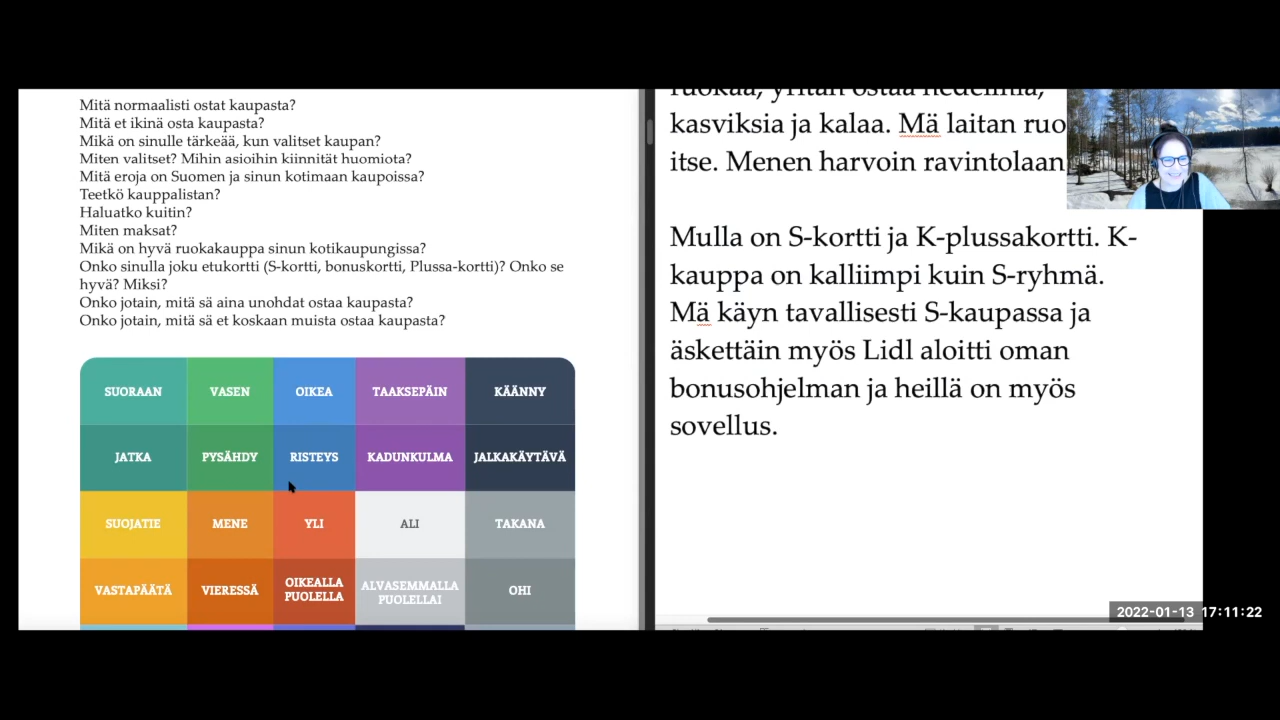 Mitä normaalisti ostat kaupasta?
Mitä et ikinä osta kaupasta?
Mikä on sinulle tärkeää, kun valitset kaupan?
Miten valitset? Mihin asioihin kiinnität huomiota?
Mitä eroja on Suomen ja sinun kotimaan kaupoissa?
Teetkö kauppalistan?
Haluatko kuitin?
Miten maksat?
Mikä on hyvä ruokakauppa sinun kotikaupungissa?
Onko sinulla joku etukortti (S-kortti, bonuskortti, Plussa-kortti)? Onko se
hyvä? Miksi?
Onko jotain, mitä sä aina unohdat ostaa kaupasta?
Onko jotain, mitä sä et koskaan muista ostaa kaupasta?
SUORAAN VASEN OIKEA TAAKSEPÄIN KÄÄNNY
JATKA PYSÄHDY RISTEYS KADUNKULMA JALKAKÄYTÄVÄ
SUOJATIE MENE YLI ALI TAKANA
VASTAPÄÄTÄ VIERESSÄ OIKEALLA PUOLELLA ALVASEMMALLA PUOLELLAI OHI
ruokaa, yritän ostaa hedelmiä,
kasviksia ja kalaa. Mä laitan ruo
itse. Menen harvoin ravintolaan
Mulla on S-kortti ja K-plussakortti. K-
kauppa on kalliimpi kuin S-ryhmä.
Mä käyn tavallisesti S-kaupassa ja
äskettäin myös Lidl aloitti oman
bonusohjelman ja heillä on myös
sovellus.
2022-01-13 17:11:22